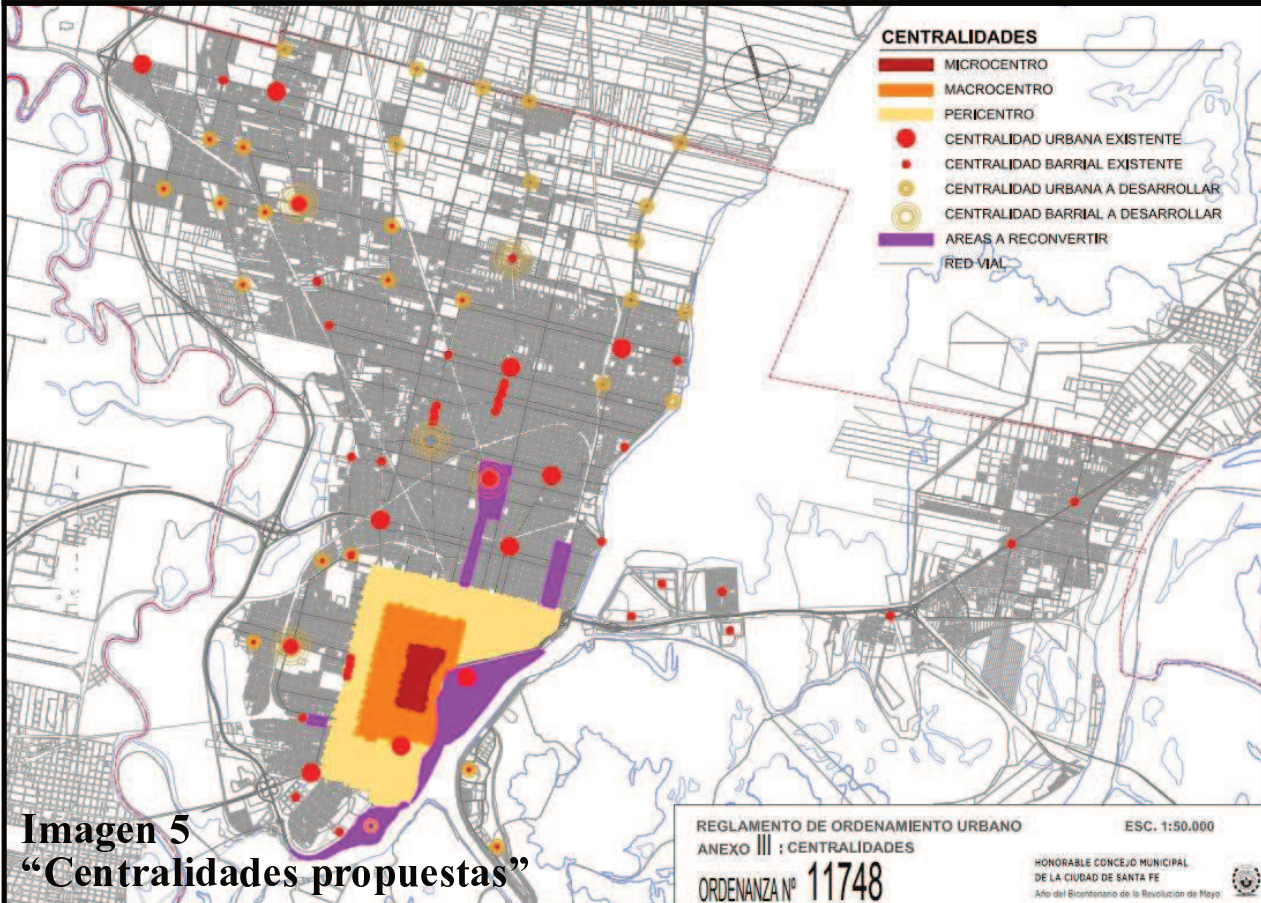 CENTRALIDADES
MICROCENTRO
MACROCENTRO
PERICENTRO
CENTRALIDAD URBANA EXISTENTE
CENTRALIDAD BARRIAL EXISTENTE
CENTRALIDAD URBANA A DESARROLLAR
CENTRALIDAD BARRIAL A DESARROLLAR
AREAS A RECONVERTIR
RED VIAL
Imagen 5
“Centralidades propuestas”
REGLAMENTO DE ORDENAMIENTO URBANO
ESC. 1:50.000
ANEXO III : CENTRALIDADES
ORDENANZA Nº 11748
HONORABLE CONCEJO MUNICIPAL
DE LA CIUDAD DE SANTA FE
Año del Bicentenario de la Revolución de Mayo